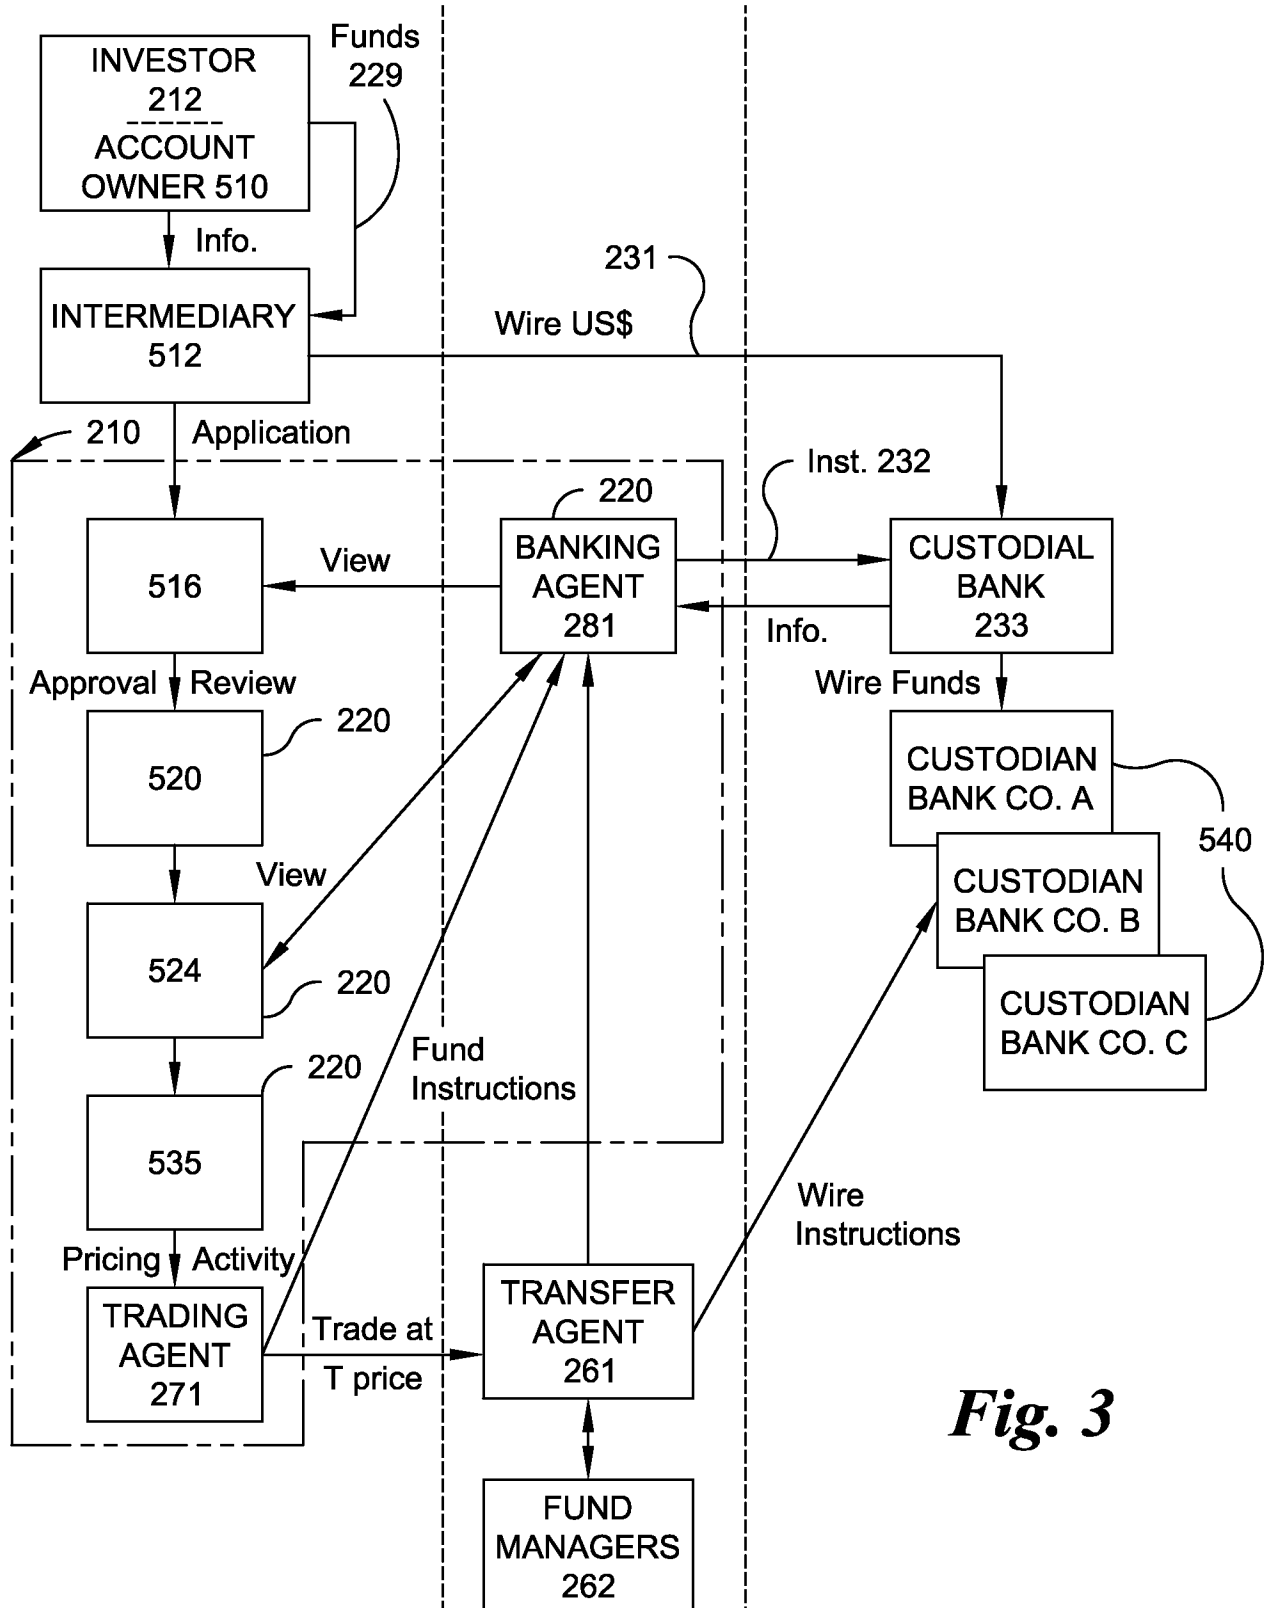 Funds
229
INVESTOR
212
ACCOUNT
OWNER 510
Info.
INTERMEDIARY
512
231
Wire US$
210
Application
Inst. 232
220
516
View
BANKING
AGENT
281
CUSTODIAL
BANK
233
Info.
Approval
Review
Wire Funds
520
220
CUSTODIAN
BANK CO. A
540
View
CUSTODIAN
BANK CO. B
524
220
CUSTODIAN
BANK CO. C
Fund
Instructions
220
535
Wire
Instructions
Pricing
Activity
TRADING
AGENT
271
Trade at
T price
TRANSFER
AGENT
261
Fig. 3
FUND
MANAGERS
262